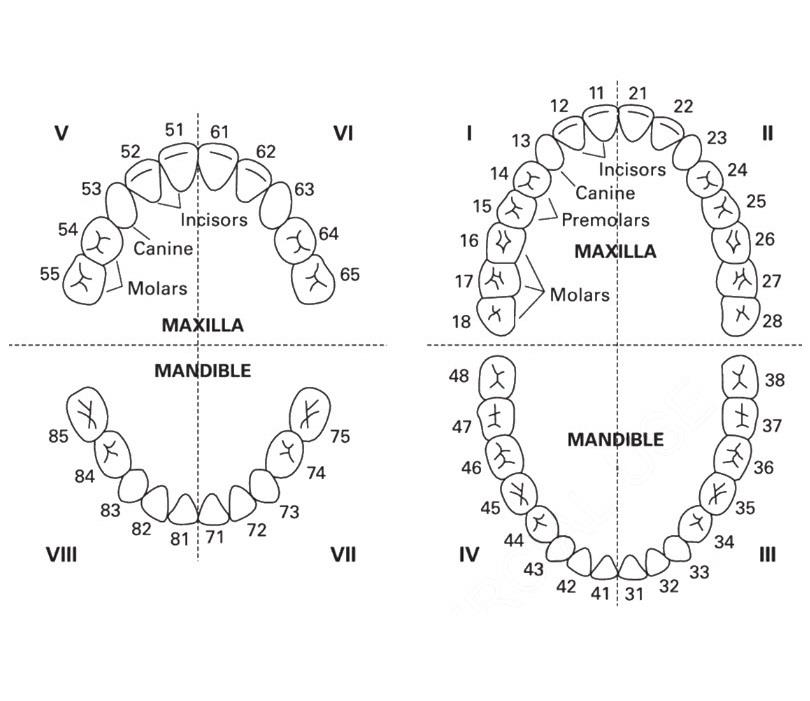 V
51
61
VI
52
62
53
63
Incisors
54
64
Canine
55
65
Molars
MAXILLA
MANDIBLE
85
75
84
74
83
73
82
72
81
71
VIII
VII
I
11
21
II
12
22
13
23
Incisors
14
24
Canine
15
25
Premolars
16
26
MAXILLA
17
27
Molars
18
28
48
38
47
37
MANDIBLE
46
36
45
35
44
34
IV
III
43
33
42
32
41
31